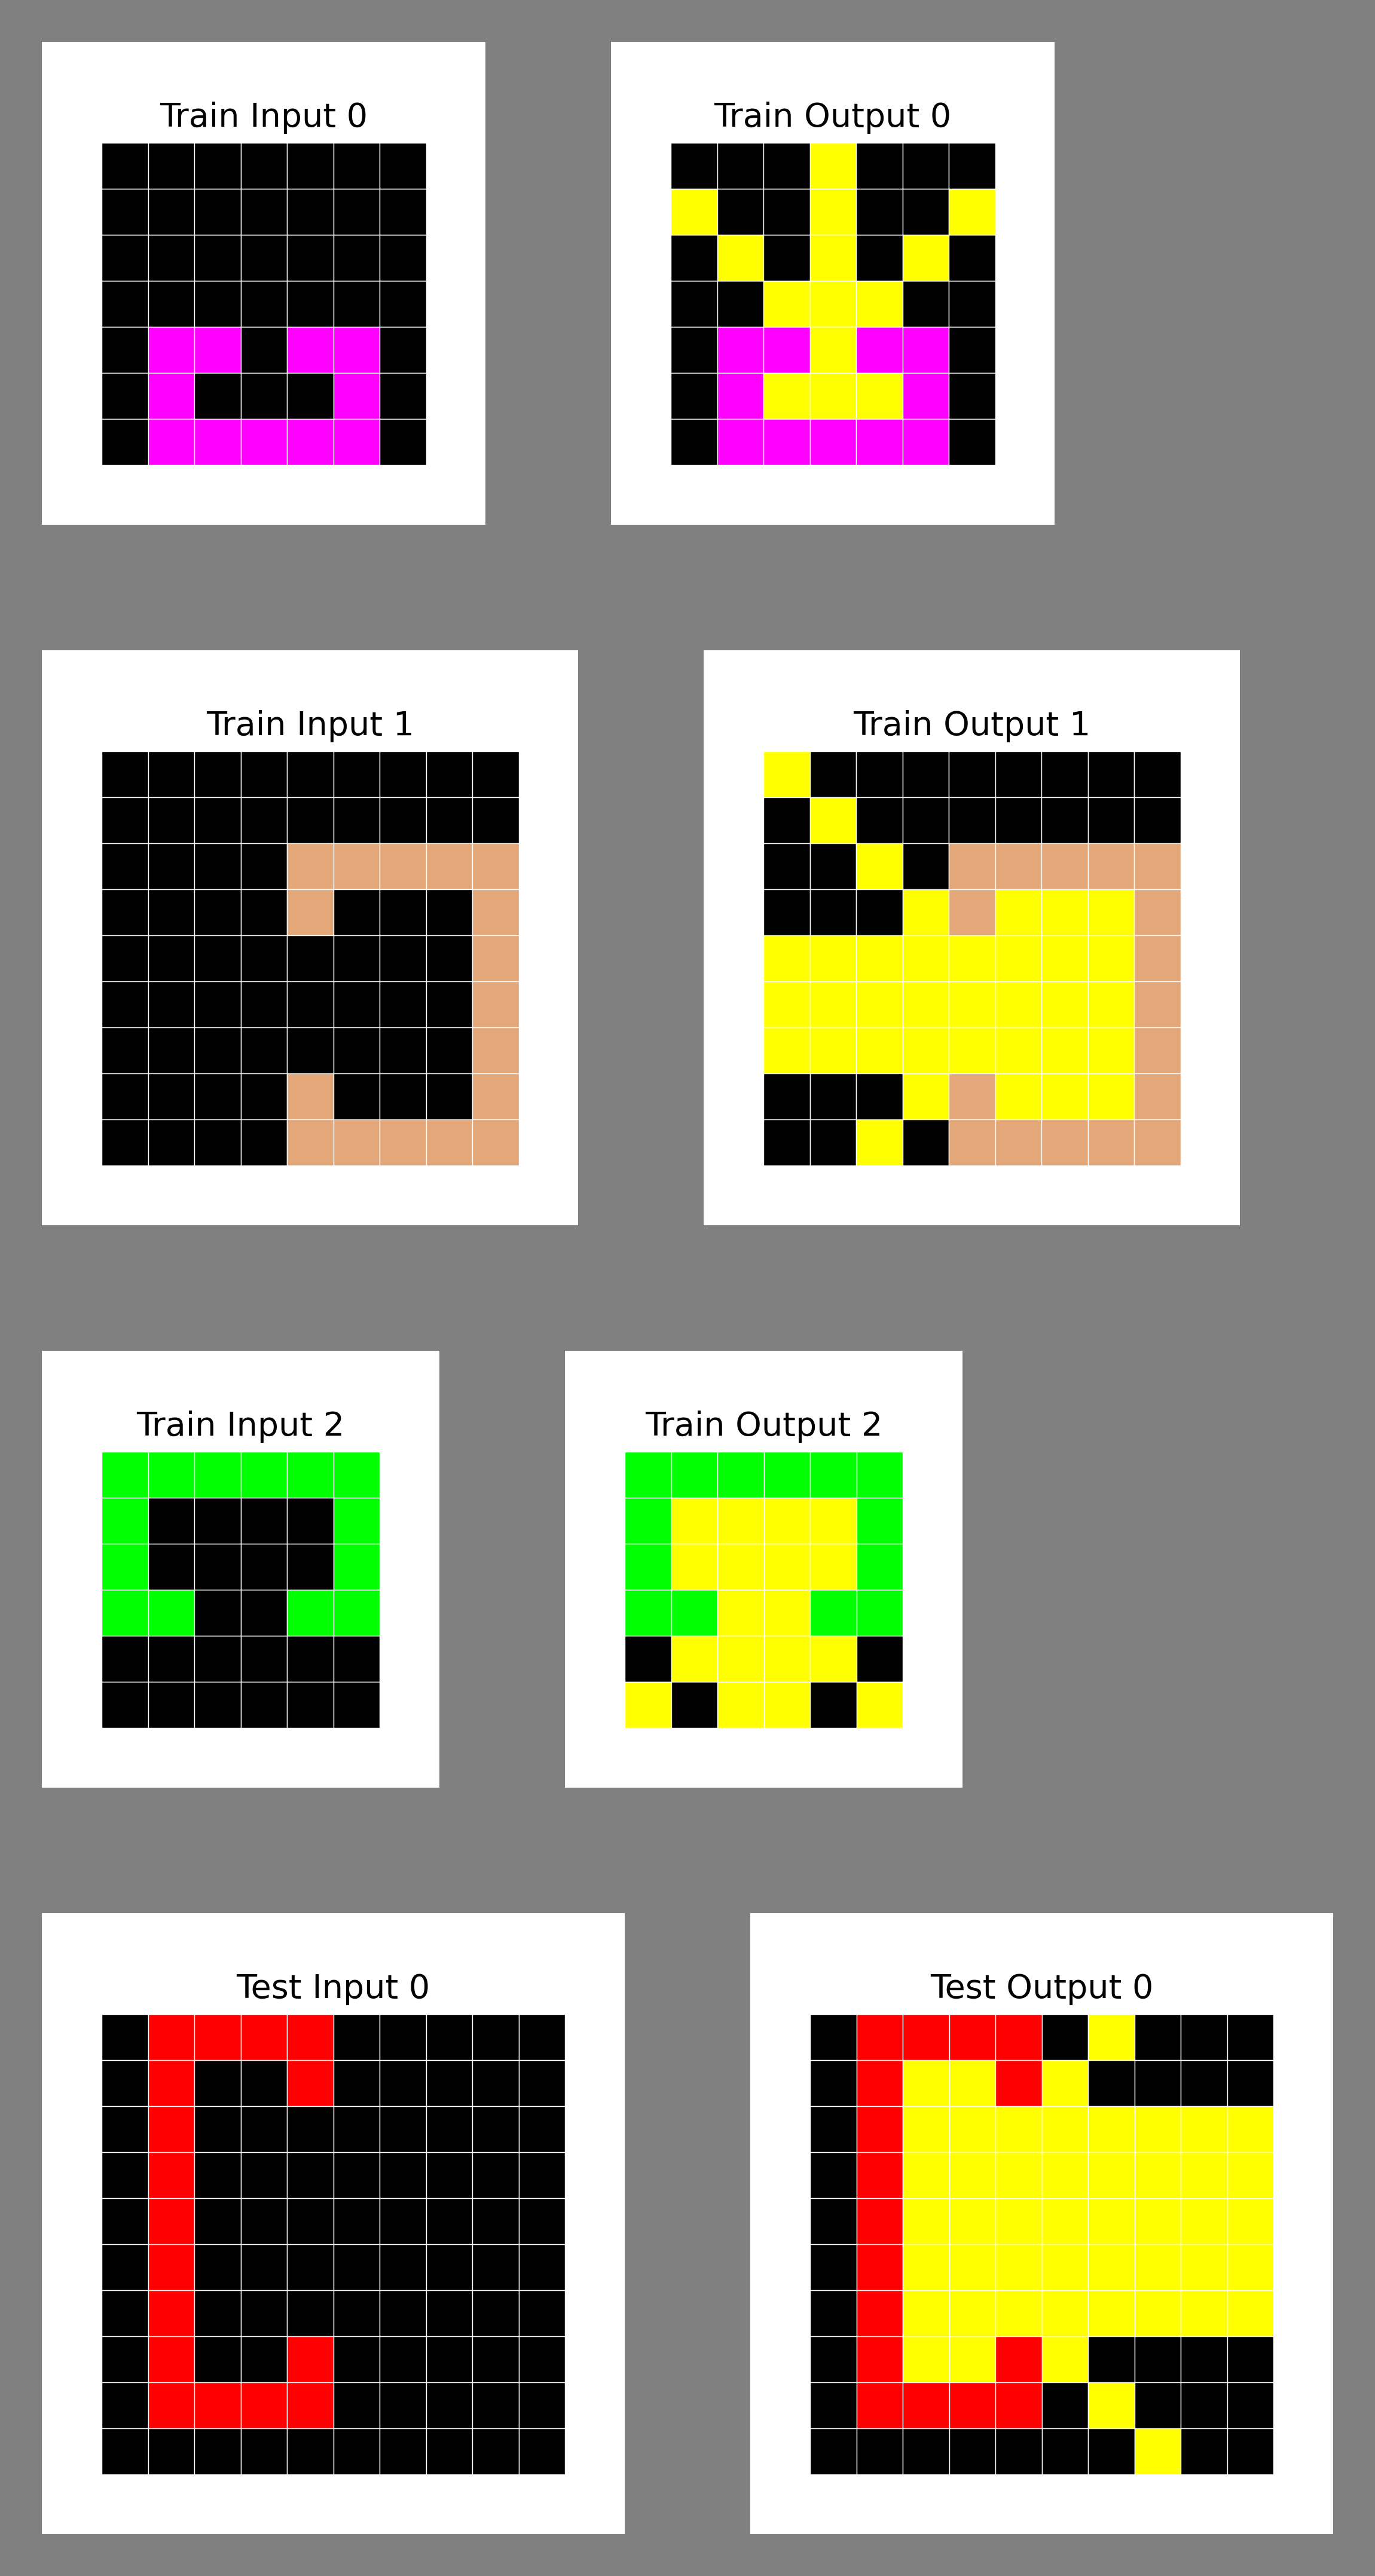 Train Input 0
Train Output 0
Train Input 1
Train Output 1
Train Input 2
Train Output 2
Test Input 0
Test Output 0